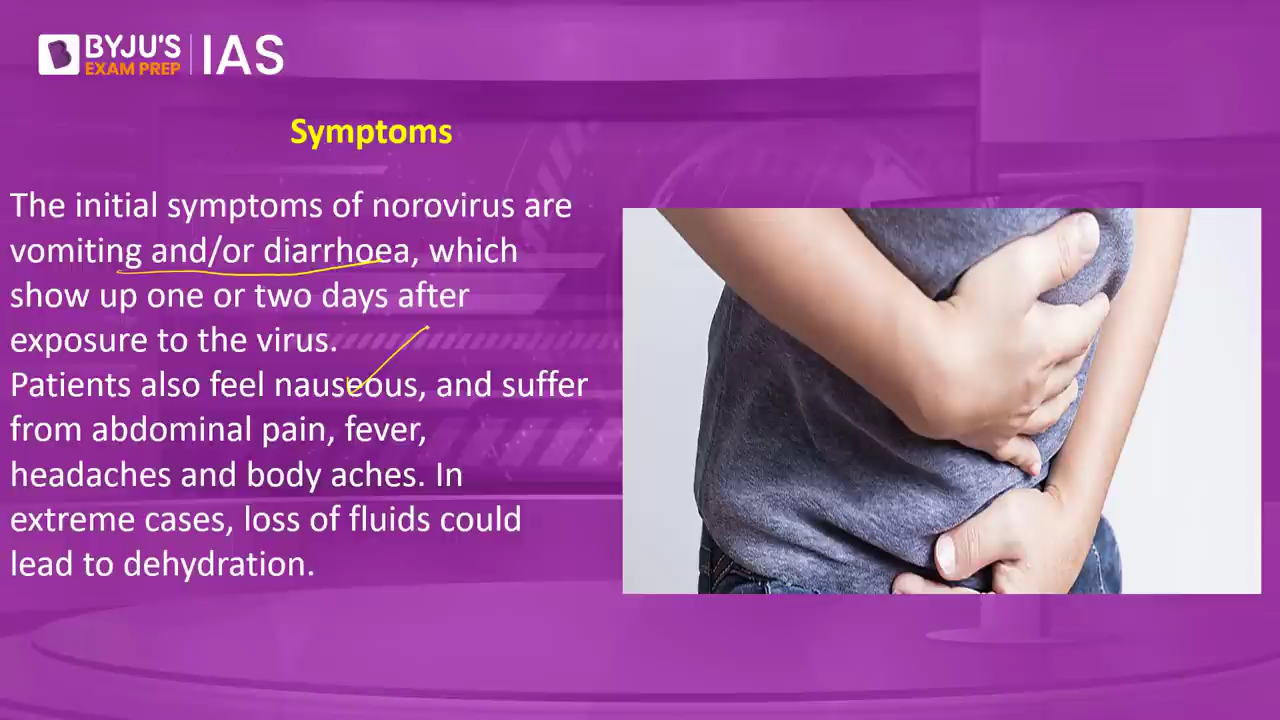 BYJU'S
EXAM PREP
IAS
Symptoms
The initial symptoms of norovirus are
vomiting and/or diarrhoea, which
show up one or two days after
exposure to the virus.
Patients also feel nauseous, and suffer
from abdominal pain, fever,
headaches and body aches. In
extreme cases, loss of fluids could
lead to dehydration.